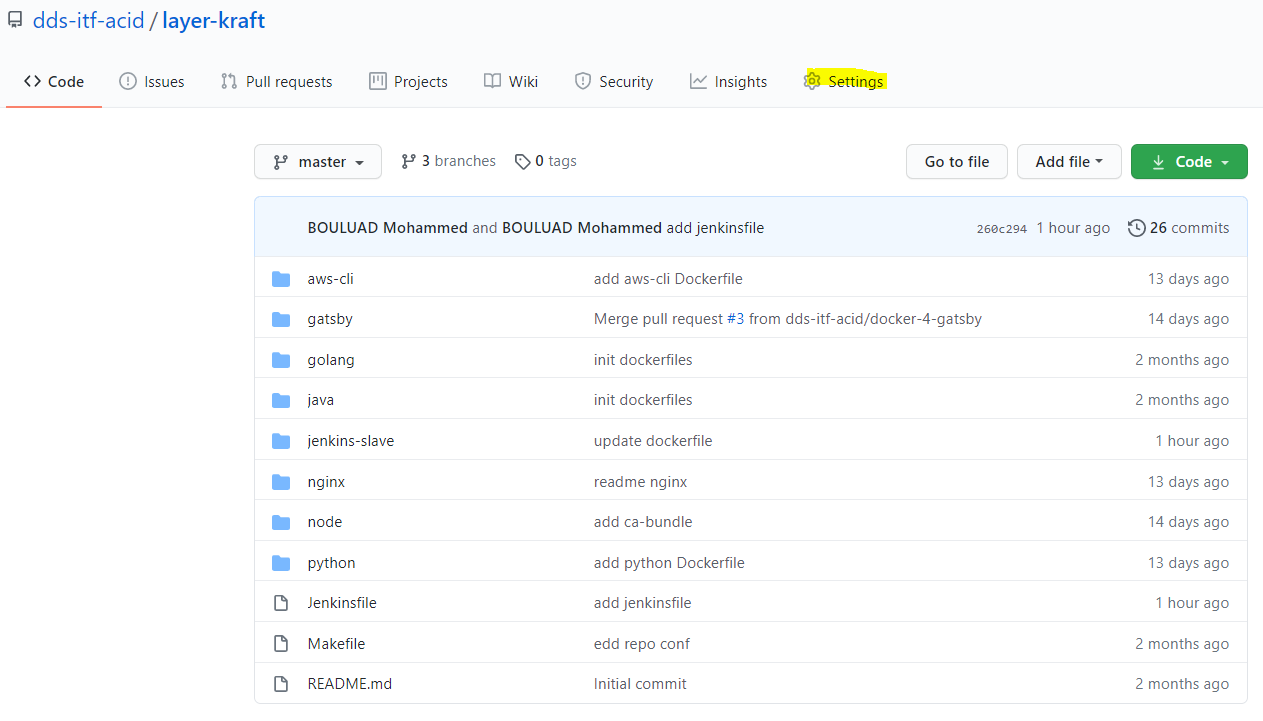 dds-itf-acid / layer-kraft
Code Issues Pull requests Projects Wiki Security Insights Settings
master 3 branches 0 tags Go to file Add file Code
BOULUAD Mohammed and BOULUAD Mohammed add jenkinsfile 260c294 1 hour ago 26 commits
aws-cli add aws-cli Dockerfile 13 days ago
gatsby Merge pull request #3 from dds-itf-acid/docker-4-gatsby 14 days ago
golang init dockerfiles 2 months ago
java init dockerfiles 2 months ago
jenkins-slave update dockerfile 1 hour ago
nginx readme nginx 13 days ago
node add ca-bundle 14 days ago
python add python Dockerfile 13 days ago
Jenkinsfile add jenkinsfile 1 hour ago
Makefile edd repo conf 2 months ago
README.md Initial commit 2 months ago